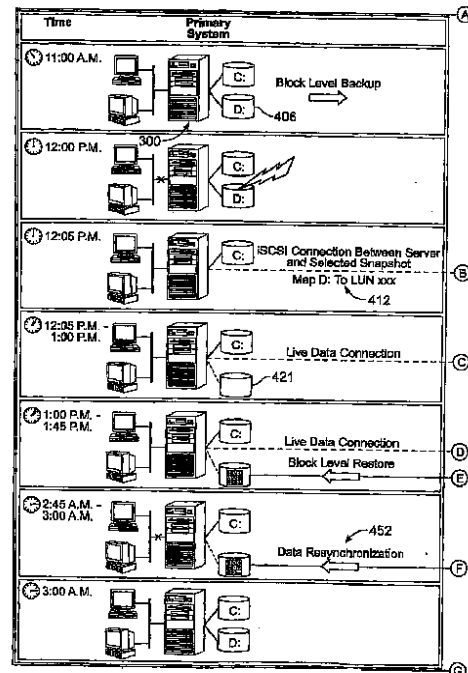 A
Time
Primary
System
11:00 A.M.
C:
D:
Block Level Backup
406
300
12:00 P.M.
C:
D:
12:05 P.M.
C:
iSCSI Connection Between Server
and Selected Snapshot
B
Map D: To LUN xxx
412
12:05 P.M. -
1:00 P.M.
C:
Live Data Connection
C
421
1:00 P.M. -
1:45 P.M.
C:
Live Data Connection
D
Block Level Restore
E
2:45 A.M. -
3:00 A.M.
C:
452
Data Resynchronization
F
3:00 A.M.
C:
D:
G